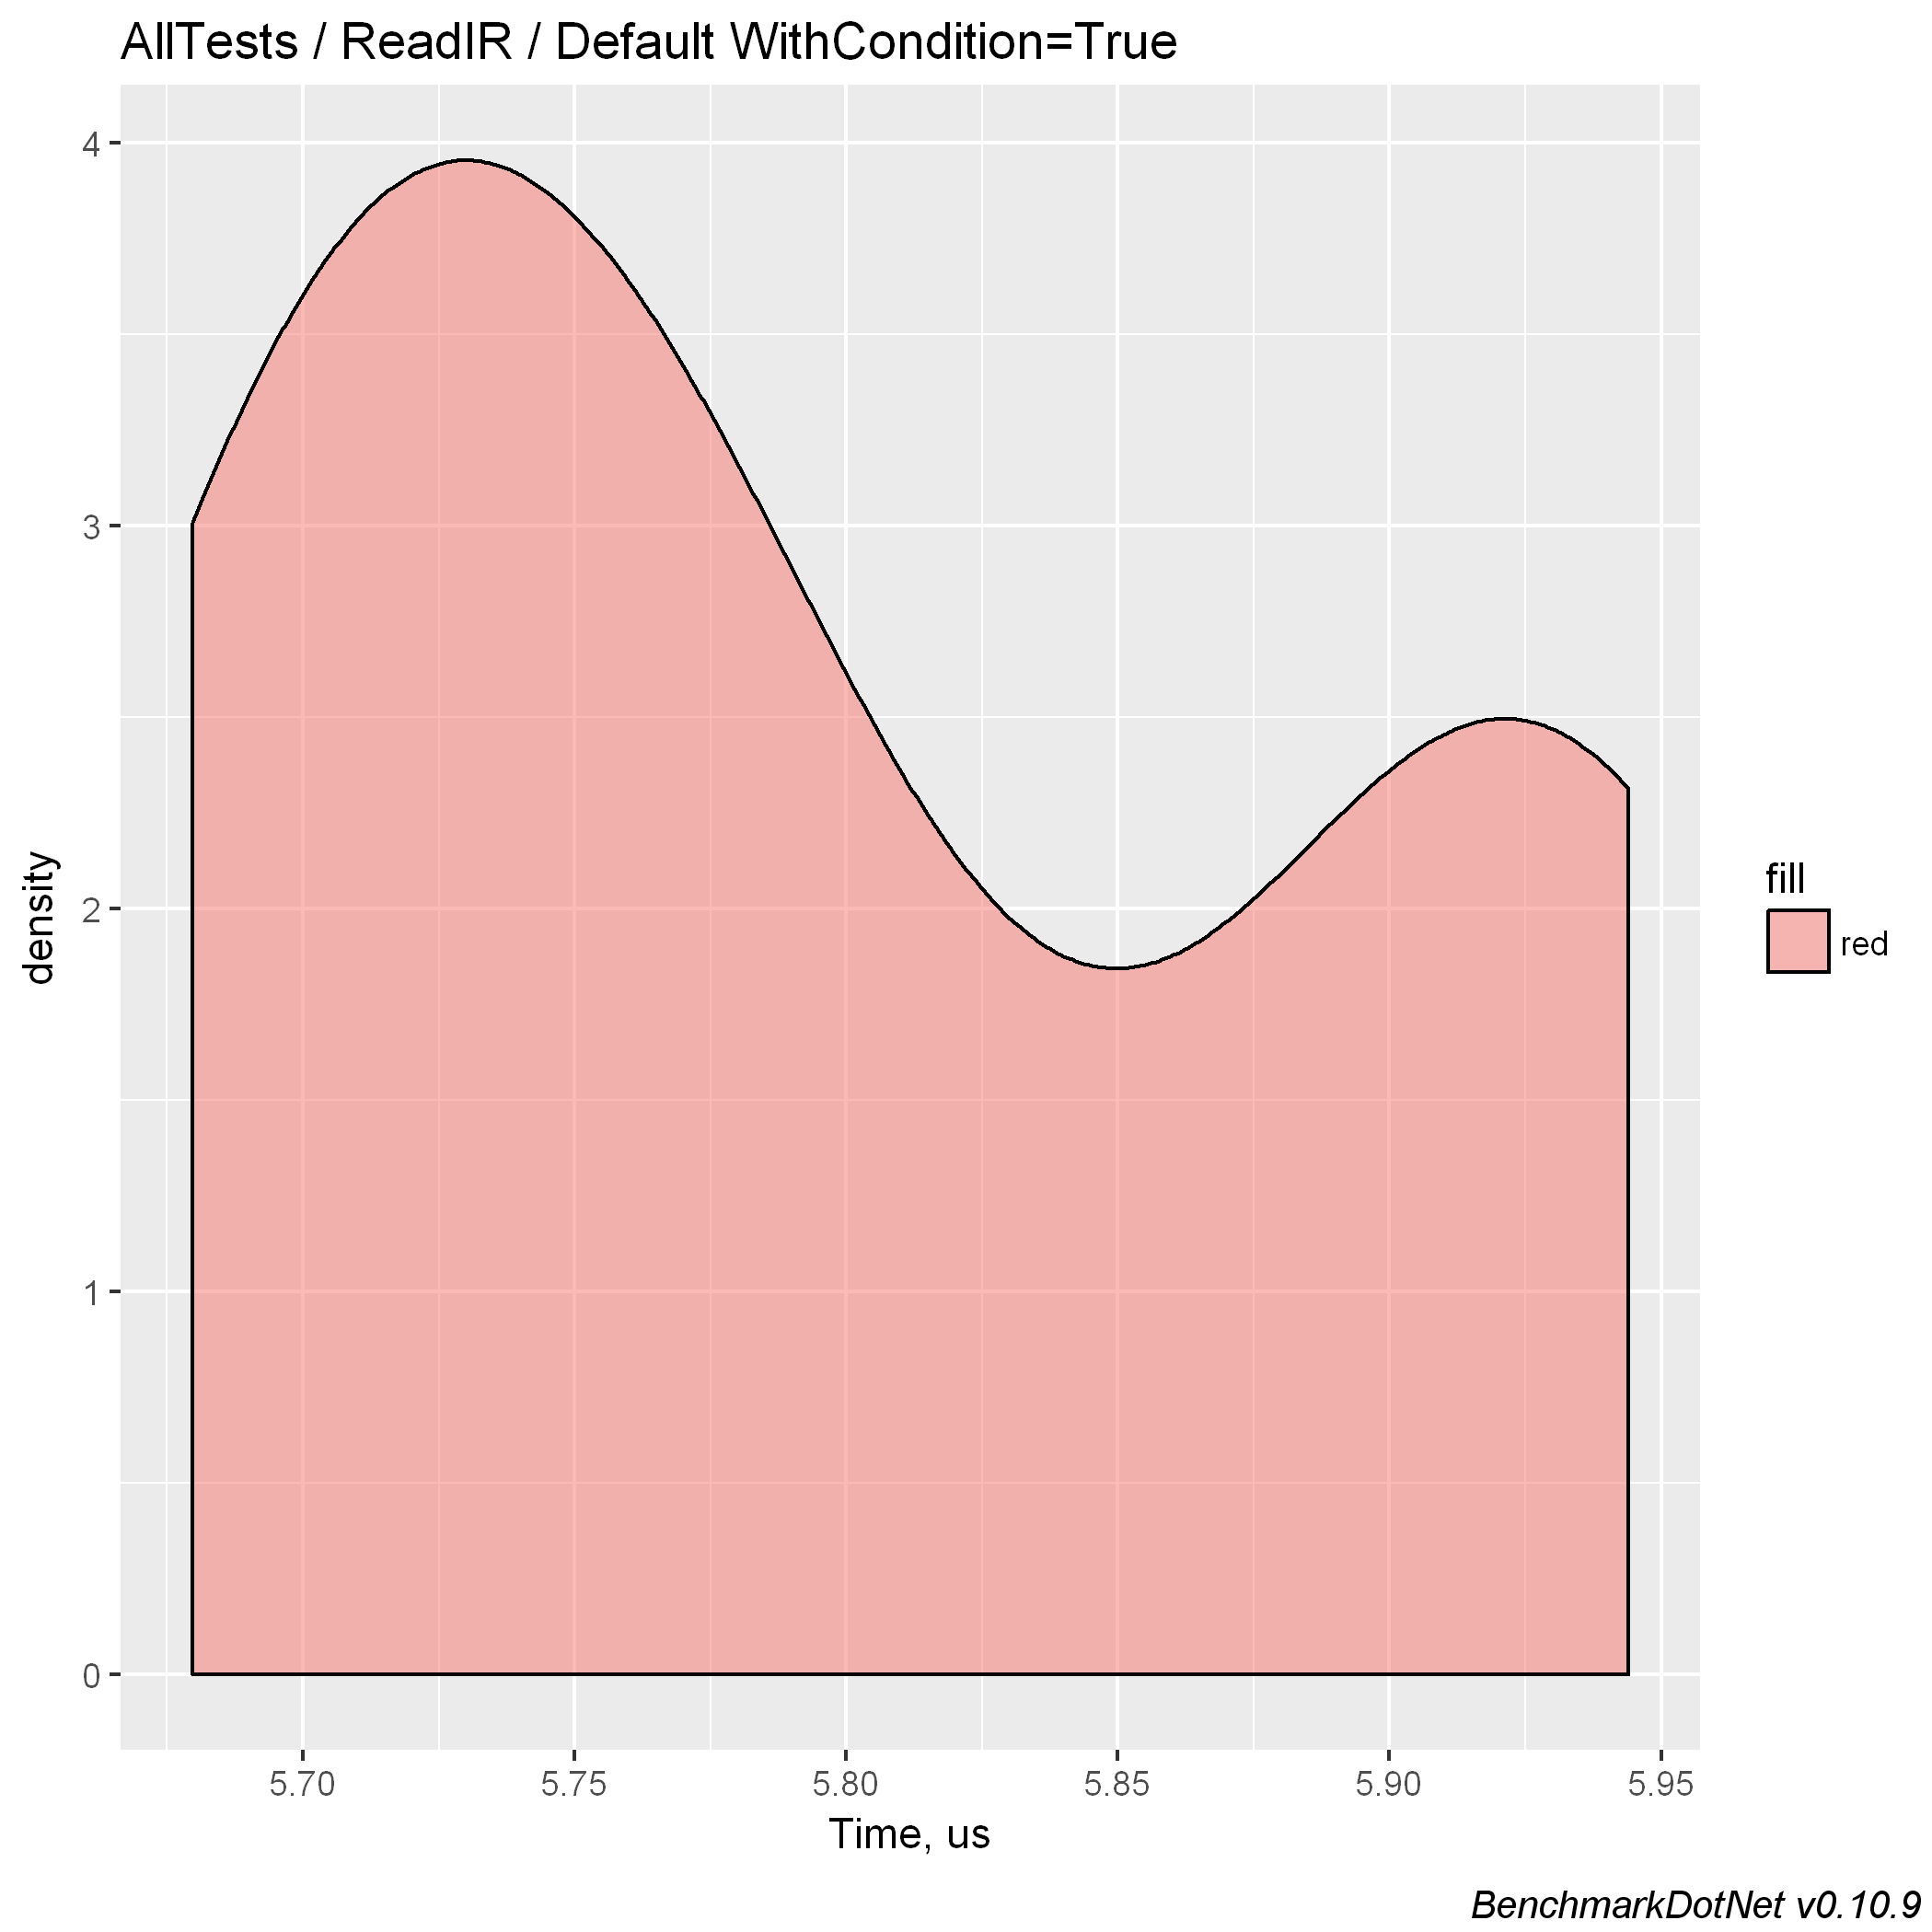 AllTests / ReadIR / Default WithCondition=True
4
3
2
1
0
density
5.70 5.75 5.80 5.85 5.90 5.95
Time, us
fill
red
BenchmarkDotNet v0.10.9